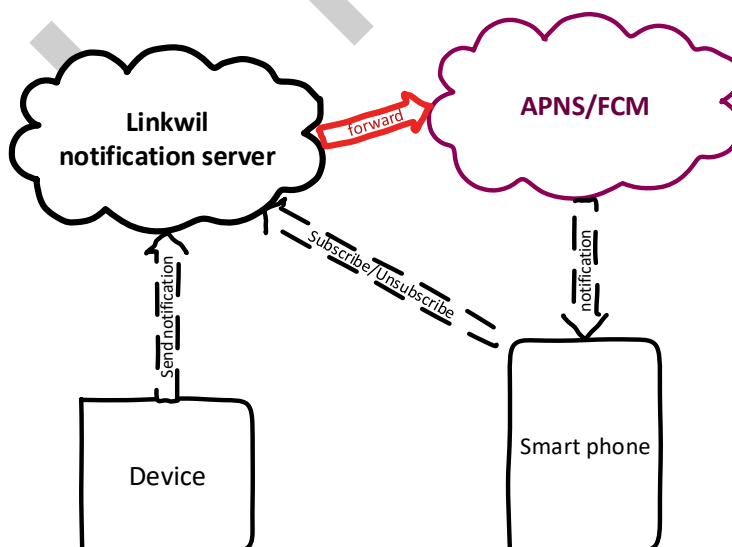 Linkwil
notification server
forward
APNS/FCM
Subscribe/Unsubscribe
Send notification
notification
Device
Smart phone